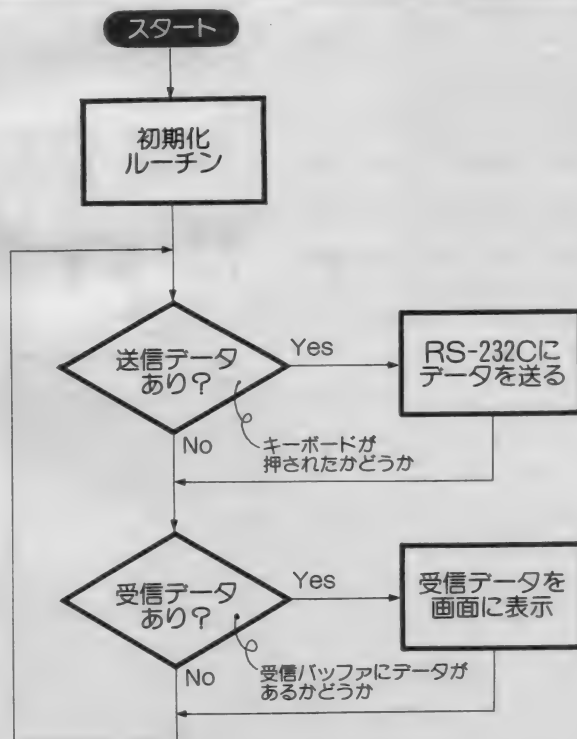 スタート
初期化
ルーチン
送信データ
あり？
Yes
RS-232Cに
データを送る
No
キーボードが
押されたかどうか
受信データ
あり？
Yes
受信データを
画面に表示
No
受信バッファにデータが
あるかどうか